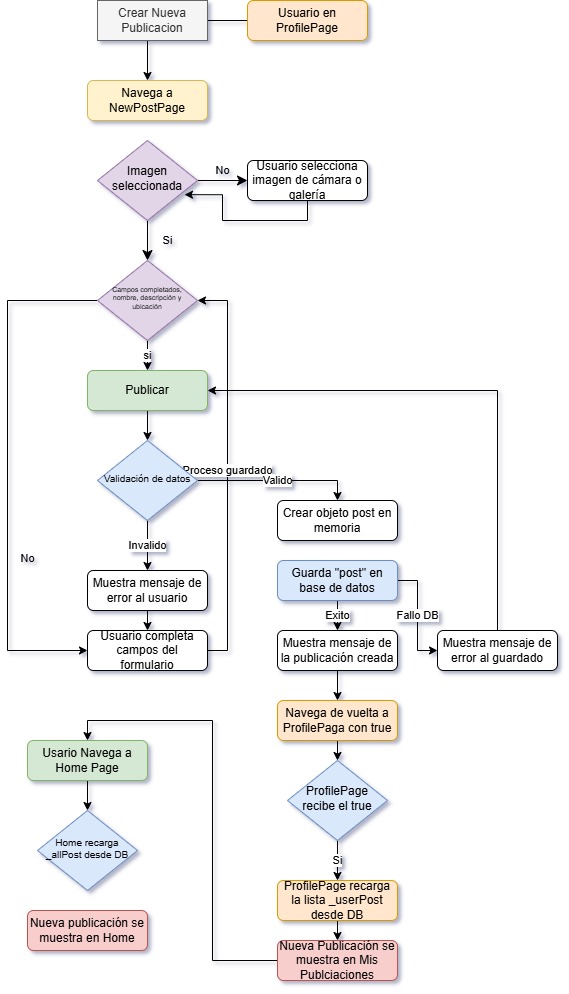 Crear Nueva
Publicacion
Usuario en
ProfilePage
Navega a
NewPostPage
Imagen
seleccionada
No
Usuario selecciona
imagen de cámara o
galería
Si
Campos completados,
nombre, descripción y
ubicación
si
Publicar
Validación de datos
Proceso guardado
Valido
Crear objeto post en
memoria
Invalido
No
Muestra mensaje de
error al usuario
Guarda "post" en
base de datos
Exito
Fallo DB
Usuario completa
campos del
formulario
Muestra mensaje de
la publicación creada
Muestra mensaje de
error al guardado
Navega de vuelta a
ProfilePaga con true
Usario Navega a
Home Page
ProfilePage
recibe el true
Home recarga
_allPost desde DB
Si
ProfilePage recarga
la lista _userPost
desde DB
Nueva publicación se
muestra en Home
Nueva Publicación se
muestra en Mis
Publciaciones